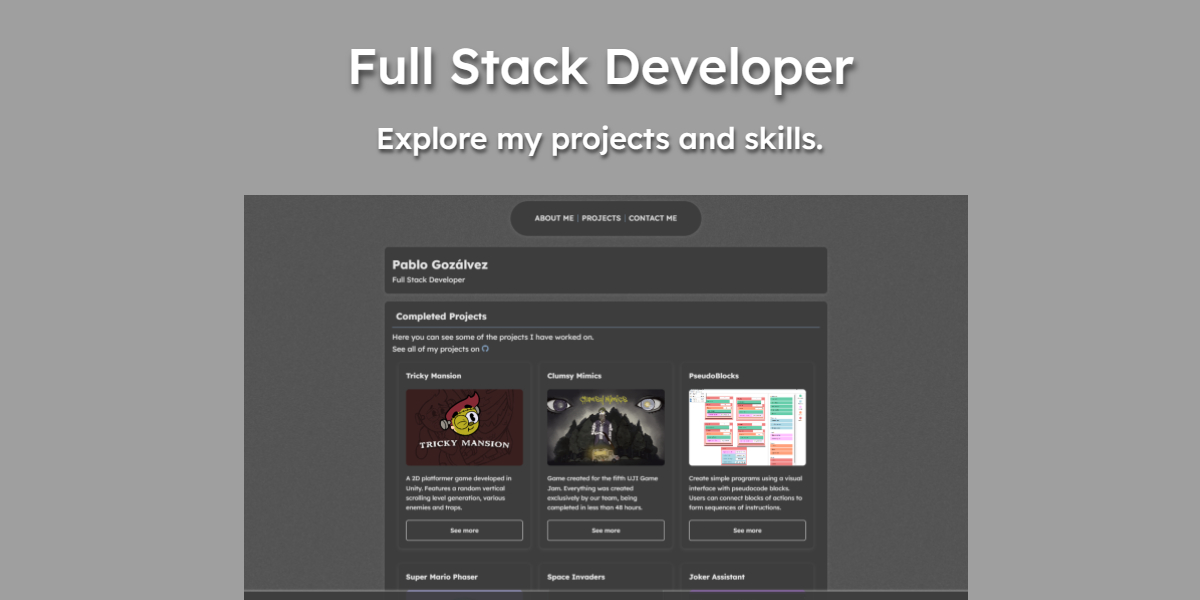 Full Stack Developer
Explore my projects and skills.
ABOUT ME | PROJECTS | CONTACT ME
Pablo Gozálvez
Full Stack Developer
Completed Projects
Here you can see some of the projects I have worked on.
See all of my projects on
Tricky Mansion
Clumsy Mimics
PseudoBlocks
TRICKY MANSION
A 2D platformer game developed in
Unity. Features a random vertical
scrolling level generation, various
enemies and traps.
Game created for the fifth UJI Game
Jam. Everything was created
exclusively by our team, being
completed in less than 48 hours.
Create simple programs using a visual
interface with pseudocode blocks.
Users can connect blocks of actions to
form sequences of instructions.
See more
See more
See more
Super Mario Phaser
Space Invaders
Joker Assistant